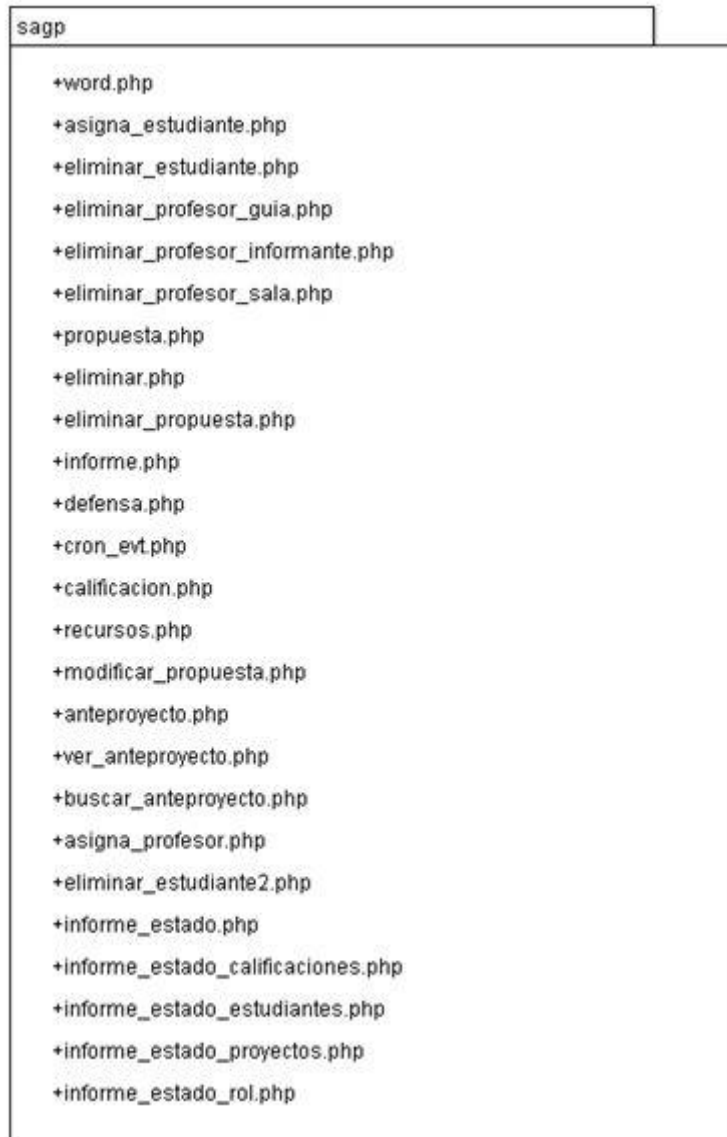 sagp
+word.php
+asigna_estudiante.php
+eliminar_estudiante.php
+eliminar_profesor_guia.php
+eliminar_profesor_informante.php
+eliminar_profesor_sala.php
+propuesta.php
+eliminar.php
+eliminar_propuesta.php
+informe.php
+defensa.php
+cron_evt.php
+calificacion.php
+recursos.php
+modificar_propuesta.php
+anteproyecto.php
+ver_anteproyecto.php
+buscar_anteproyecto.php
+asigna_profesor.php
+eliminar_estudiante2.php
+informe_estado.php
+informe_estado_calificaciones.php
+informe_estado_estudiantes.php
+informe_estado_proyectos.php
+informe_estado_rol.php